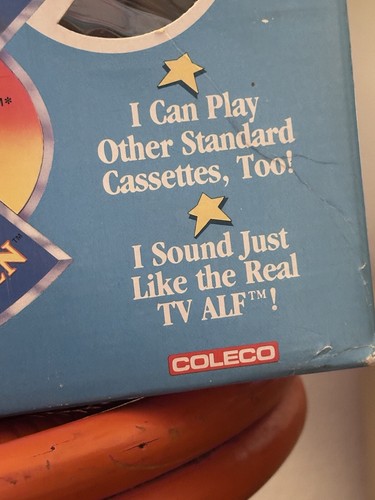 I Can Play
Other Standard
Cassettes, Too!
I Sound Just
Like the Real
TV ALF™!
COLECO